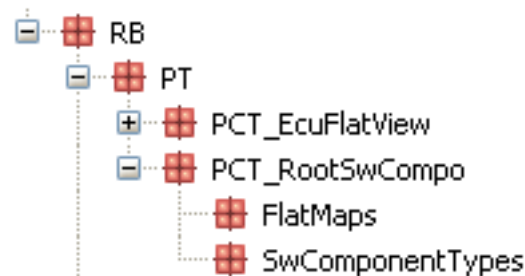 RB
PT
PCT_EcuFlatView
PCT_RootSwCompo
FlatMaps
SwComponentTypes